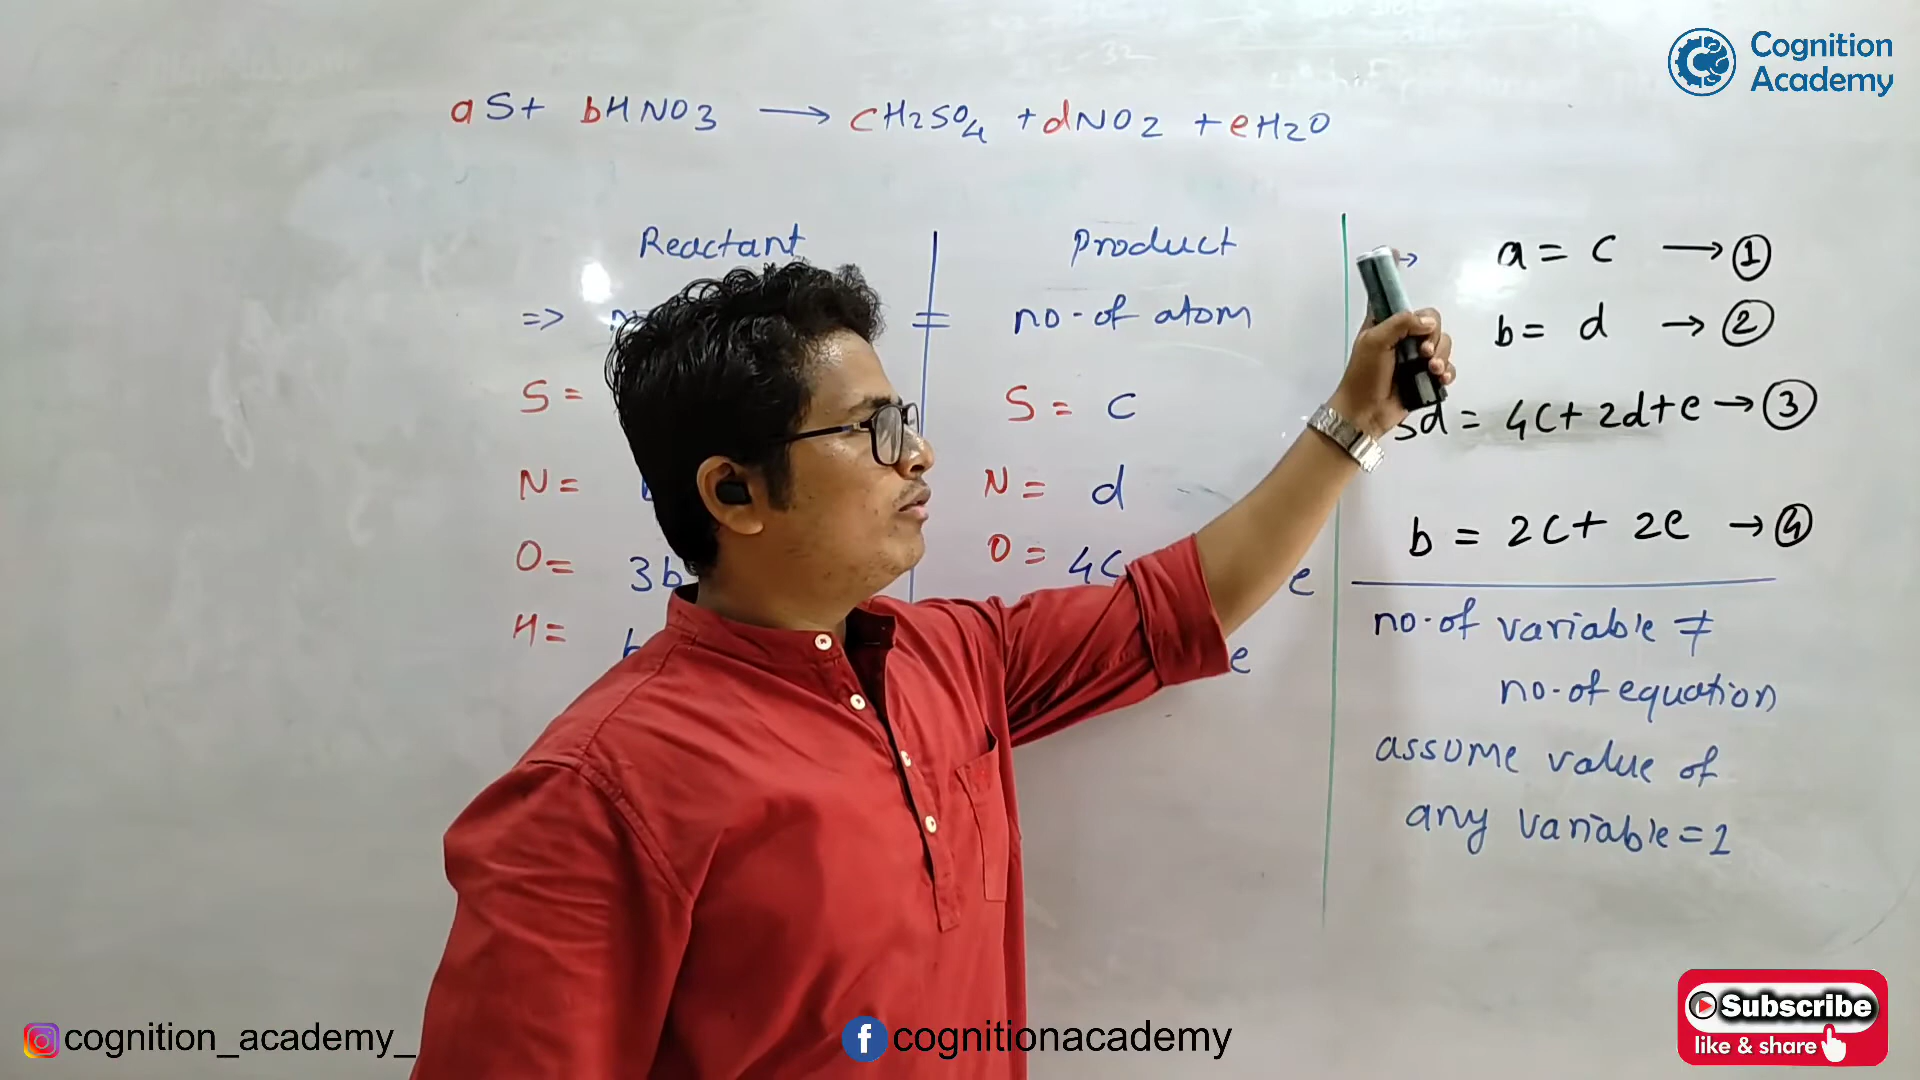 Cognition
Academy
aS+ bHNO3 → cH2SO4 +dNO2 +eH2O
Reactant Product
=> = no-of atom
S= S= c
N= N= d
O= 3b O= 4c e
H= e
a = c → ①
b = d → ②
3d = 4c+ 2d+e → ③
b = 2c+ 2e → ④
no-of variable ≠
no-of equation
assume value of
any variable = 1
Subscribe
like & share
cognition_academy_
cognitionacademy